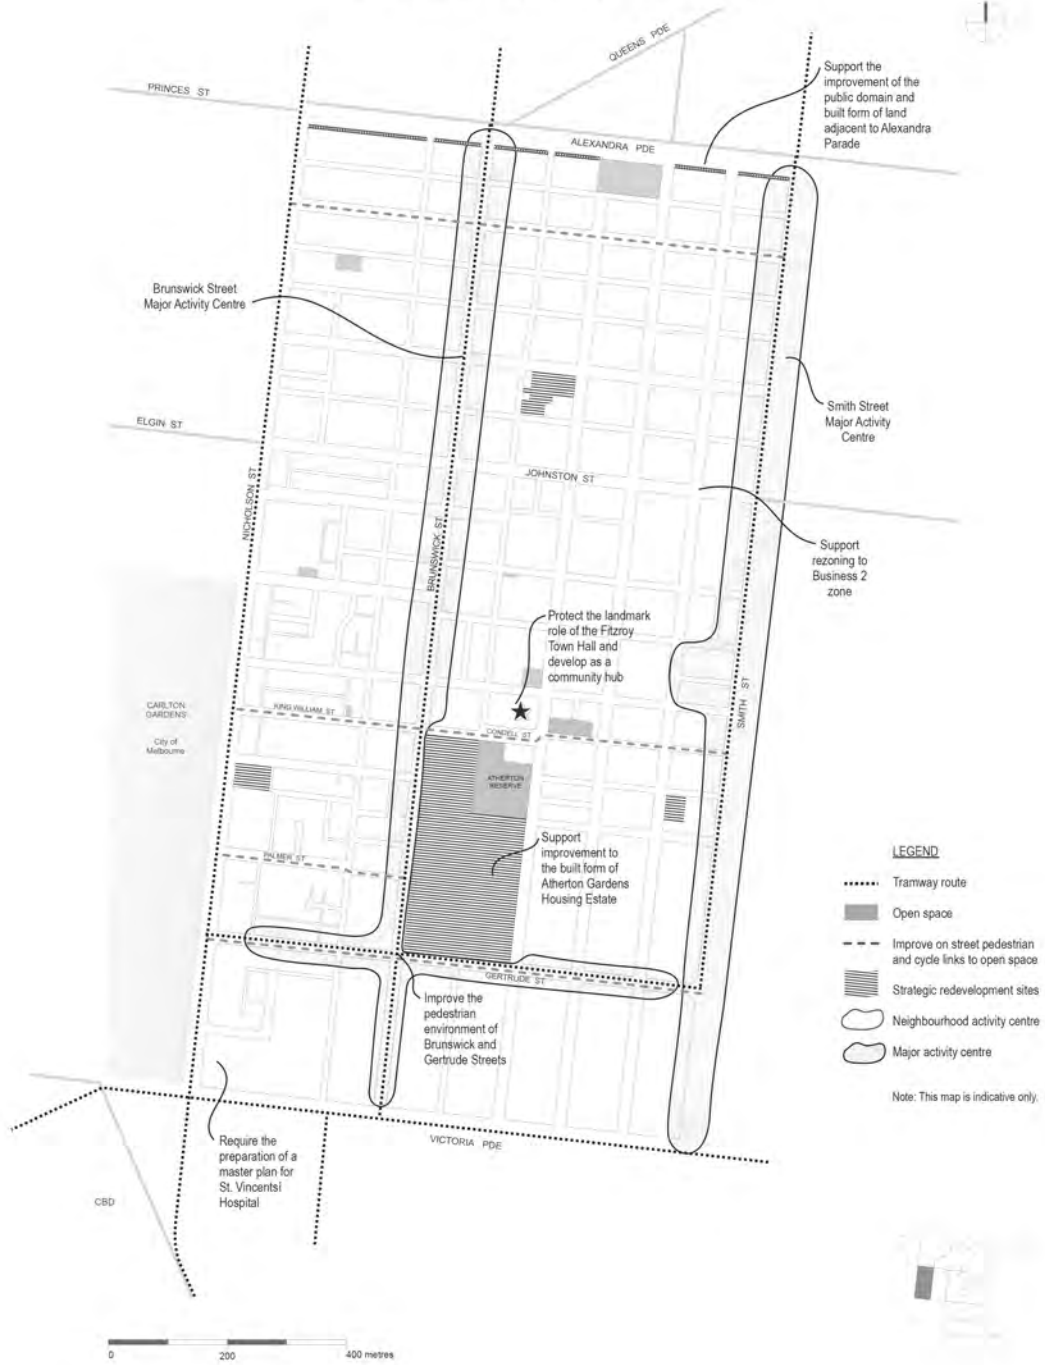 QUEENS PDE
PRINCES ST
ALEXANDRA PDE
Support the
improvement of the
public domain and
built form of land
adjacent to Alexandra
Parade
Brunswick Street
Major Activity Centre
Smith Street
Major Activity
Centre
ELGIN ST
JOHNSTON ST
NICHOLSON ST
BRUNSWICK ST
Support
rezoning to
Business 2
zone
Protect the landmark
role of the Fitzroy
Town Hall and
develop as a
community hub
SMITH ST
CARLTON
GARDENS
City of
Melbourne
KING WILLIAM ST
CONDELL ST
ATHERTON
RESERVE
Support
improvement to
the built form of
Atherton Gardens
Housing Estate
PALMER ST
GERTRUDE ST
Improve the
pedestrian
environment of
Brunswick and
Gertrude Streets
Require the
preparation of a
master plan for
St. Vincentsí
Hospital
VICTORIA PDE
CBD
LEGEND
Tramway route
Open space
Improve on street pedestrian
and cycle links to open space
Strategic redevelopment sites
Neighbourhood activity centre
Major activity centre
Note: This map is indicative only.
0 200 400 metres